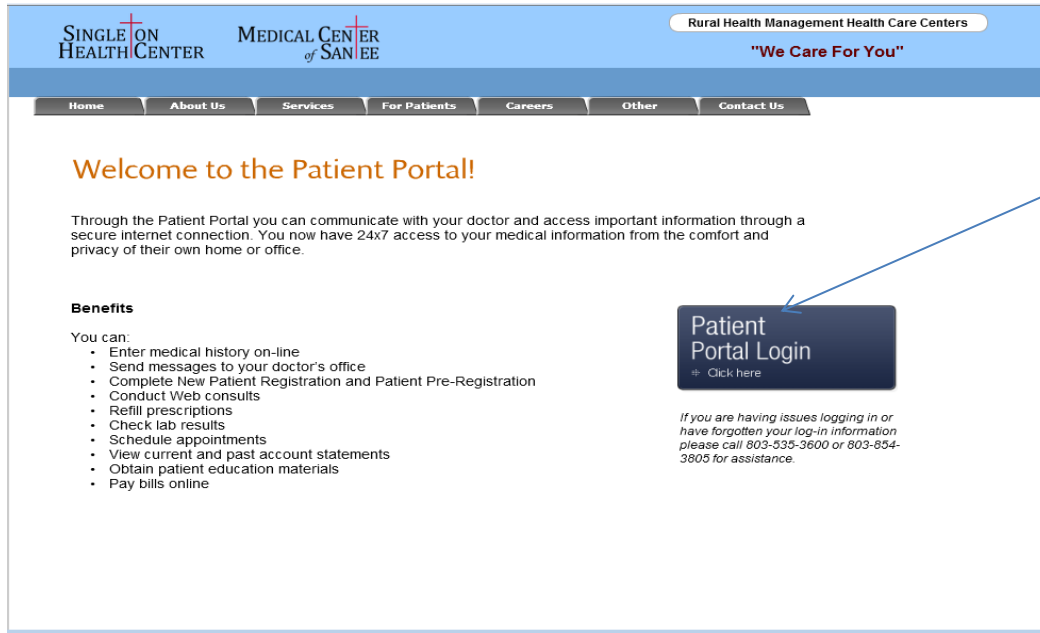 SINGLETON
HEALTH CENTER
MEDICAL CENTER
of SANTEE
Rural Health Management Health Care Centers
"We Care For You"
Home About Us Services For Patients Careers Other Contact Us
Welcome to the Patient Portal!
Through the Patient Portal you can communicate with your doctor and access important information through a
secure internet connection. You now have 24x7 access to your medical information from the comfort and
privacy of their own home or office.
Benefits
You can:
• Enter medical history on-line
• Send messages to your doctor's office
• Complete New Patient Registration and Patient Pre-Registration
• Conduct Web consults
• Refill prescriptions
• Check lab results
• Schedule appointments
• View current and past account statements
• Obtain patient education materials
• Pay bills online
Patient
Portal Login
Click here
If you are having issues logging in or
have forgotten your log-in information
please call 803-535-3600 or 803-854-
3805 for assistance.